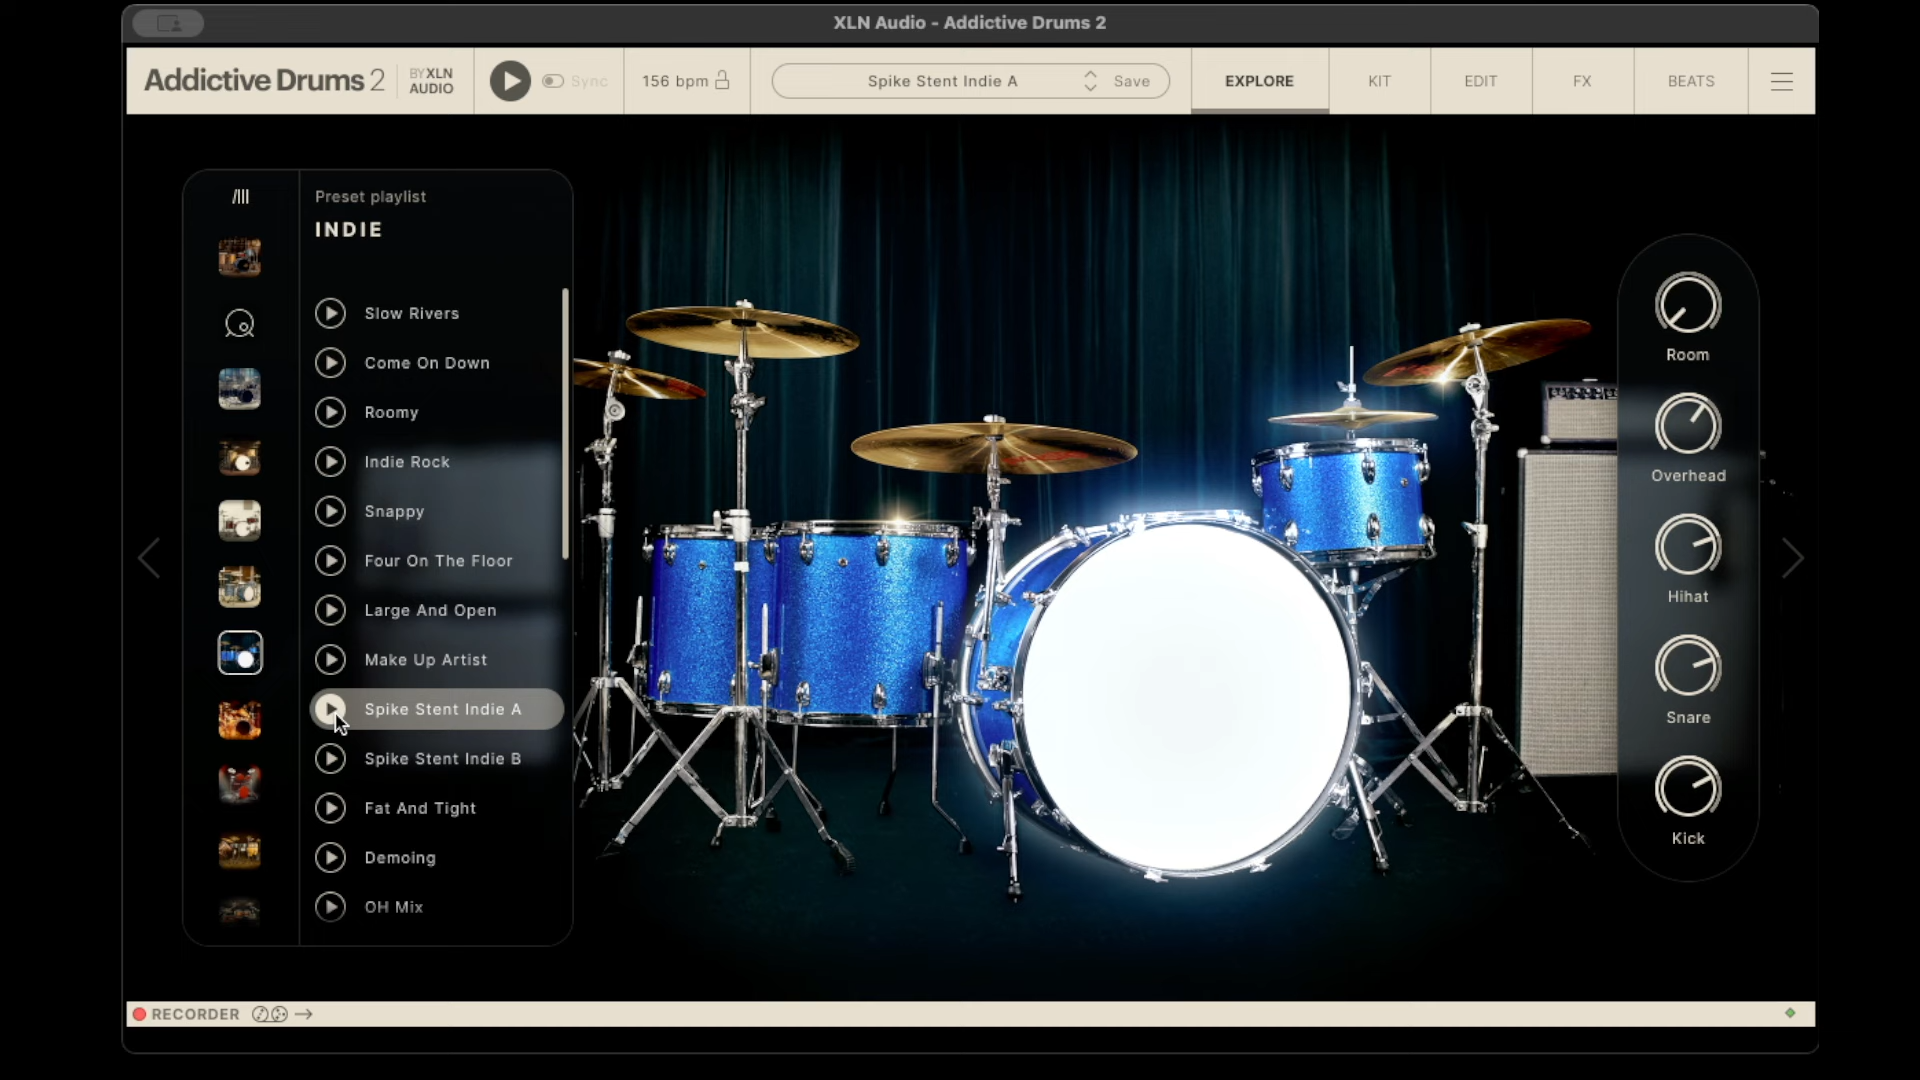 XLN Audio - Addictive Drums 2
Addictive Drums 2
BY XLN AUDIO
Sync
156 bpm
Spike Stent Indie A
Save
EXPLORE
KIT
EDIT
FX
BEATS
Preset playlist
INDIE
Slow Rivers
Come On Down
Roomy
Indie Rock
Snappy
Four On The Floor
Large And Open
Make Up Artist
Spike Stent Indie A
Spike Stent Indie B
Fat And Tight
Demoing
OH Mix
Room
Overhead
Hihat
Snare
Kick
RECORDER